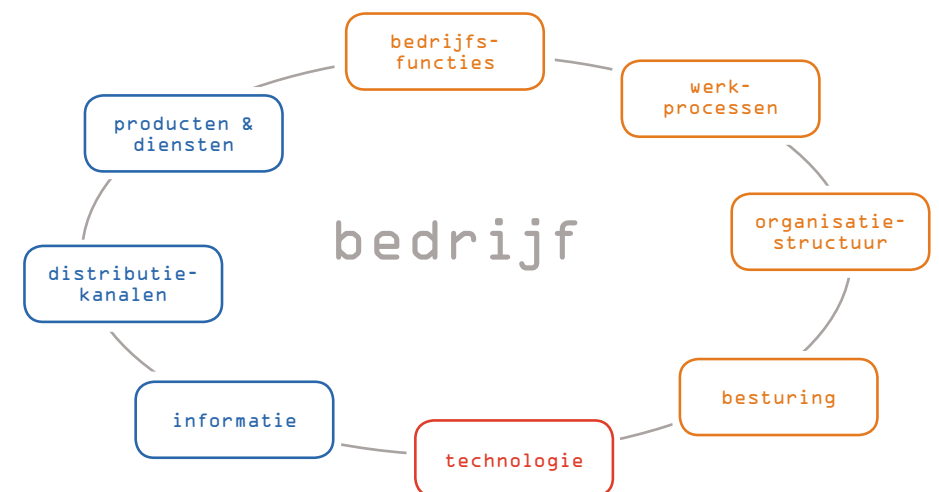 bedrijfs-
functies
werk-
processen
producten &
diensten
organisatie-
structuur
bedrijf
distributie-
kanalen
besturing
informatie
technologie